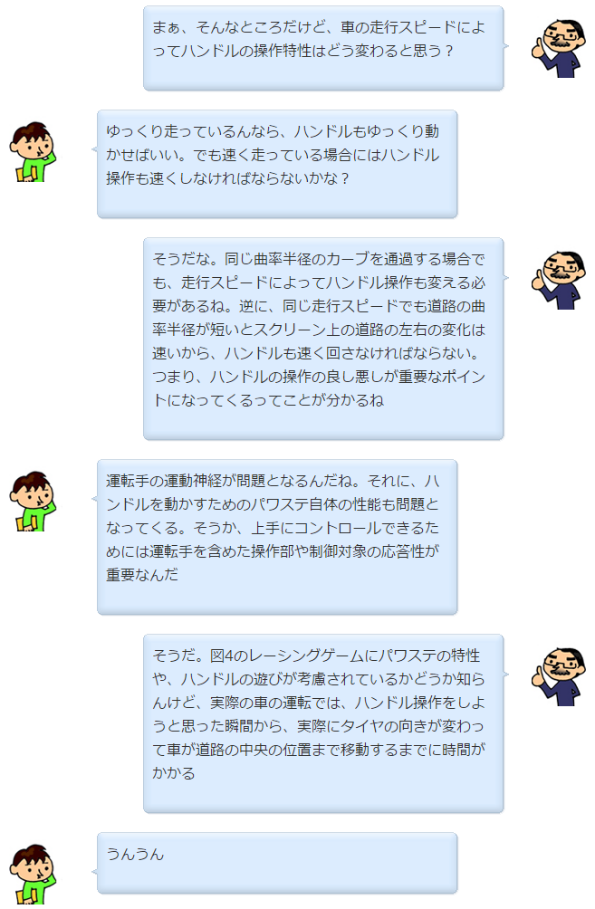 まぁ、そんなところだけど、車の走行スピードによ
ってハンドルの操作特性はどう変わると思う？
ゆっくり走っているんなら、ハンドルもゆっくり動
かせばいい。でも速く走っている場合にはハンドル
操作も速くしなければならないかな？
そうだな。同じ曲率半径のカーブを通過する場合で
も、走行スピードによってハンドル操作も変える必
要があるね。逆に、同じ走行スピードでも道路の曲
率半径が短いとスクリーン上の道路の左右の変化は
速いから、ハンドルも速く回さなければならない。
つまり、ハンドルの操作の良し悪しが重要なポイン
トになってくるってことが分かるね
運転手の運動神経が問題となるんだね。それに、ハ
ンドルを動かすためのパワステ自体の性能も問題と
なってくる。そうか、上手にコントロールできるた
めには運転手を含めた操作部や制御対象の応答性が
重要なんだ
そうだ。図4のレーシングゲームにパワステの特性
や、ハンドルの遊びが考慮されているかどうか知ら
んけど、実際の車の運転では、ハンドル操作をしよ
うと思った瞬間から、実際にタイヤの向きが変わっ
て車が道路の中央の位置まで移動するまでに時間が
かかる
うんうん